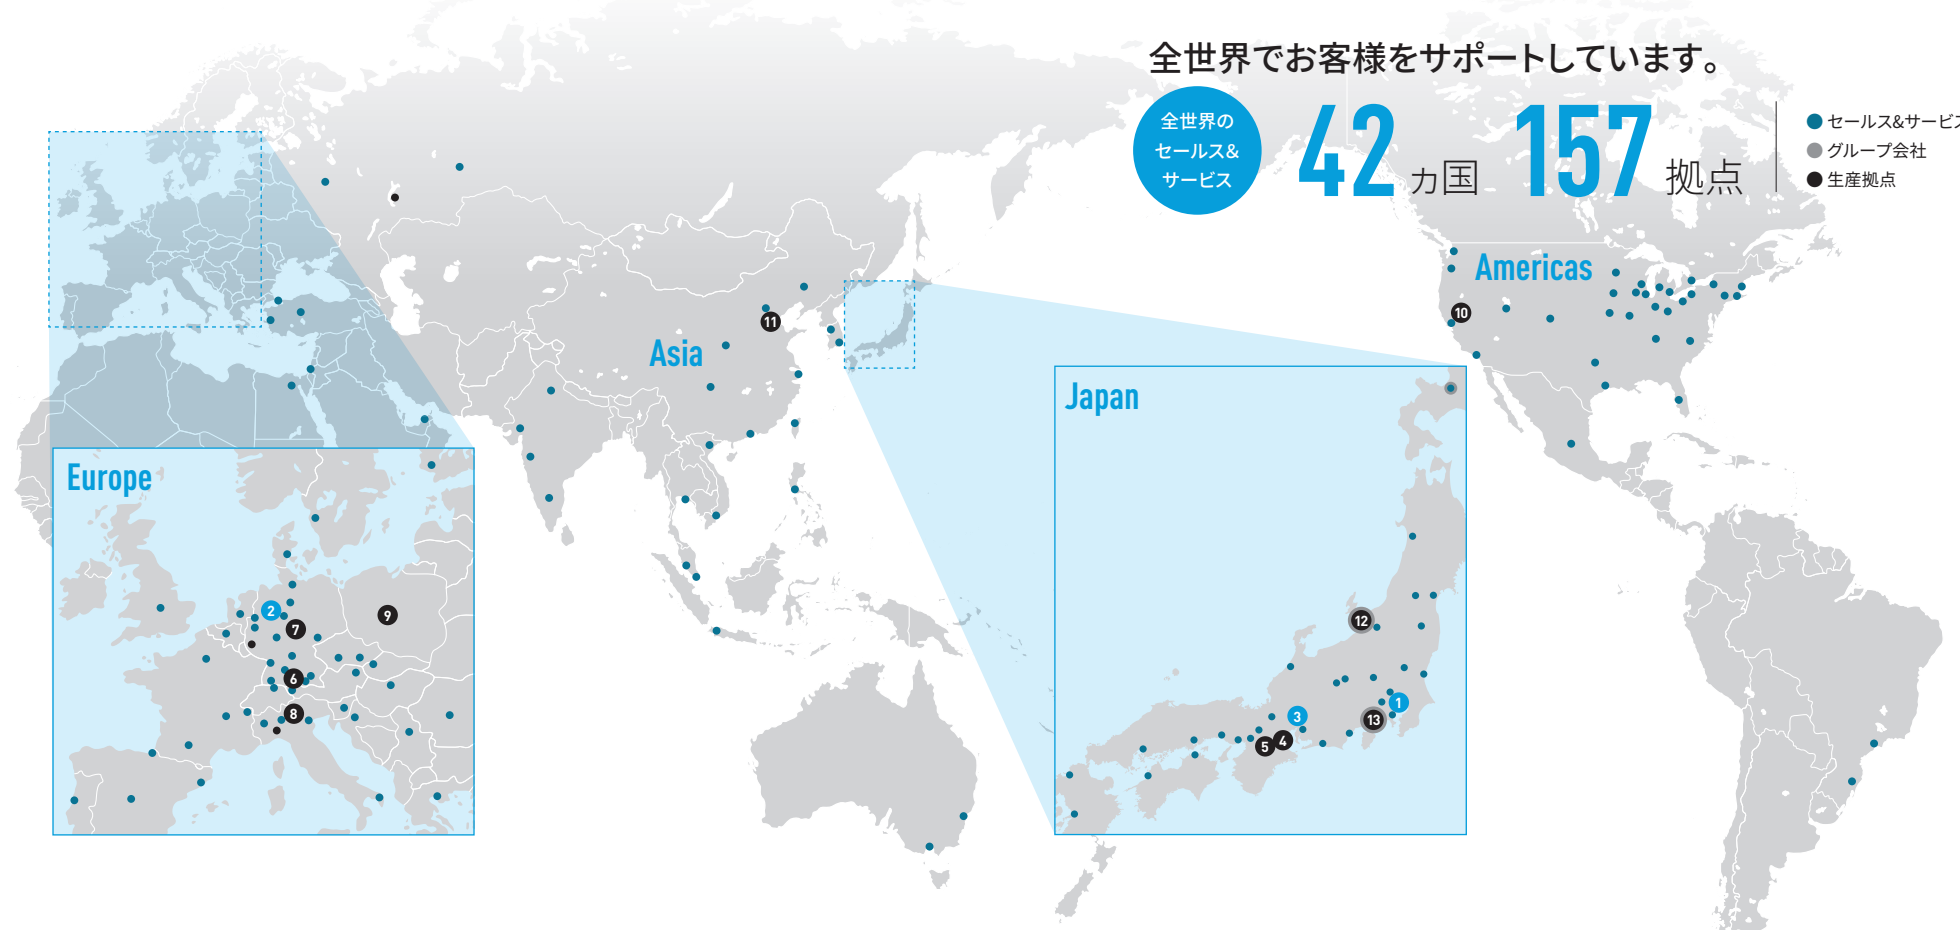 全世界でお客様をサポートしています。
全世界の
セールス&
サービス
42 カ国 157 拠点
セールス&サービス
グループ会社
生産拠点
Americas
10
11
Asia
Japan
Europe
2
9
7
6
8
12
1
3
13
4
5